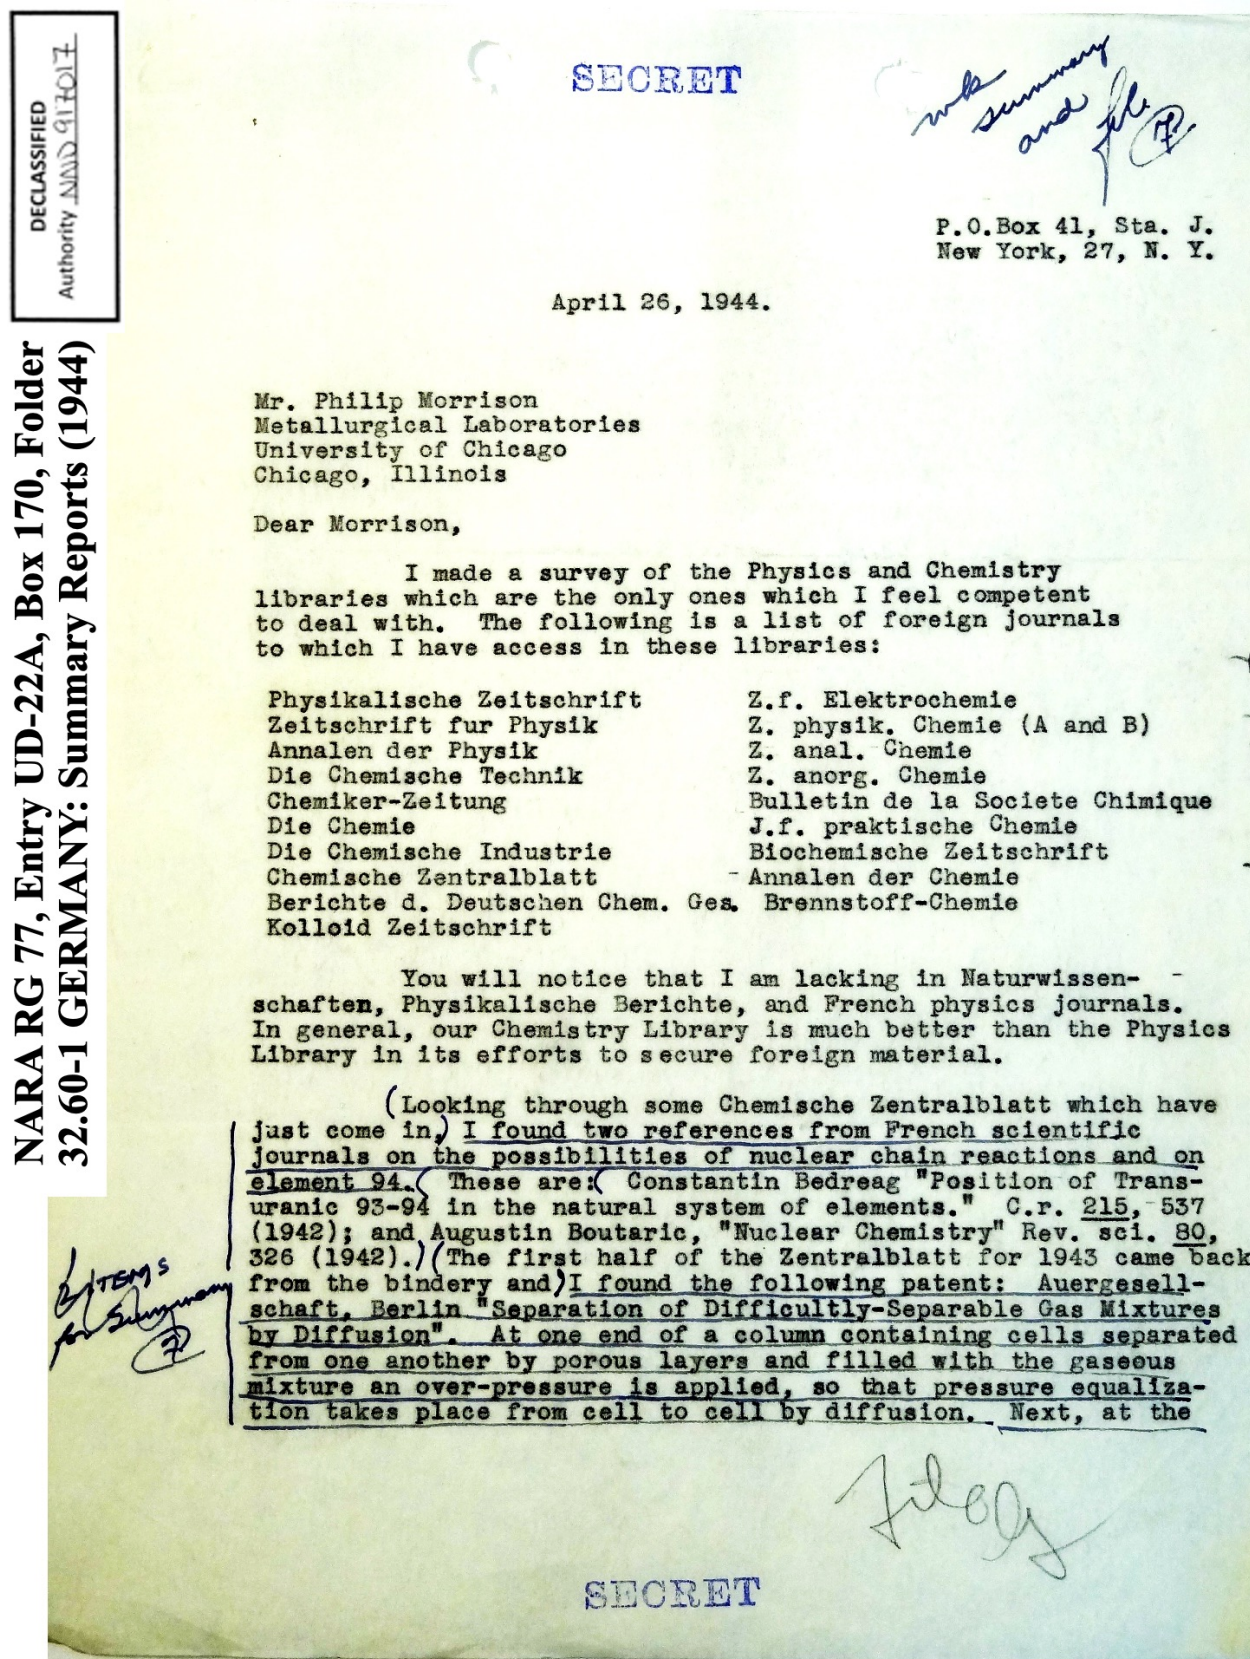 DECLASSIFIED
Authority NND 917017
NARA RG 77, Entry UD-22A, Box 170, Folder
32.60-1 GERMANY: Summary Reports (1944)
SECRET
summary
and file
P.O.Box 41, Sta. J.
New York, 27, N. Y.
April 26, 1944.
Mr. Philip Morrison
Metallurgical Laboratories
University of Chicago
Chicago, Illinois
Dear Morrison,
I made a survey of the Physics and Chemistry
libraries which are the only ones which I feel competent
to deal with. The following is a list of foreign journals
to which I have access in these libraries:
Physikalische Zeitschrift Z.f. Elektrochemie
Zeitschrift fur Physik Z. physik. Chemie (A and B)
Annalen der Physik Z. anal. Chemie
Die Chemische Technik Z. anorg. Chemie
Chemiker-Zeitung Bulletin de la Societe Chimique
Die Chemie J.f. praktische Chemie
Die Chemische Industrie Biochemische Zeitschrift
Chemische Zentralblatt - Annalen der Chemie
Berichte d. Deutschen Chem. Ges. Brennstoff-Chemie
Kolloid Zeitschrift
You will notice that I am lacking in Naturwissen-
schaften, Physikalische Berichte, and French physics journals.
In general, our Chemistry Library is much better than the Physics
Library in its efforts to secure foreign material.
(Looking through some Chemische Zentralblatt which have
just come in,) I found two references from French scientific
journals on the possibilities of nuclear chain reactions and on
element 94. (These are:( Constantin Bedreag "Position of Trans-
uranic 93-94 in the natural system of elements." C.r. 215, 537
(1942); and Augustin Boutaric, "Nuclear Chemistry" Rev. sci. 80,
326 (1942).)(The first half of the Zentralblatt for 1943 came back
from the bindery and)I found the following patent: Auergesell-
schaft, Berlin "Separation of Difficultly-Separable Gas Mixtures
by Diffusion". At one end of a column containing cells separated
from one another by porous layers and filled with the gaseous
mixture an over-pressure is applied, so that pressure equaliza-
tion takes place from cell to cell by diffusion. Next, at the
items
for Summary
File
SECRET